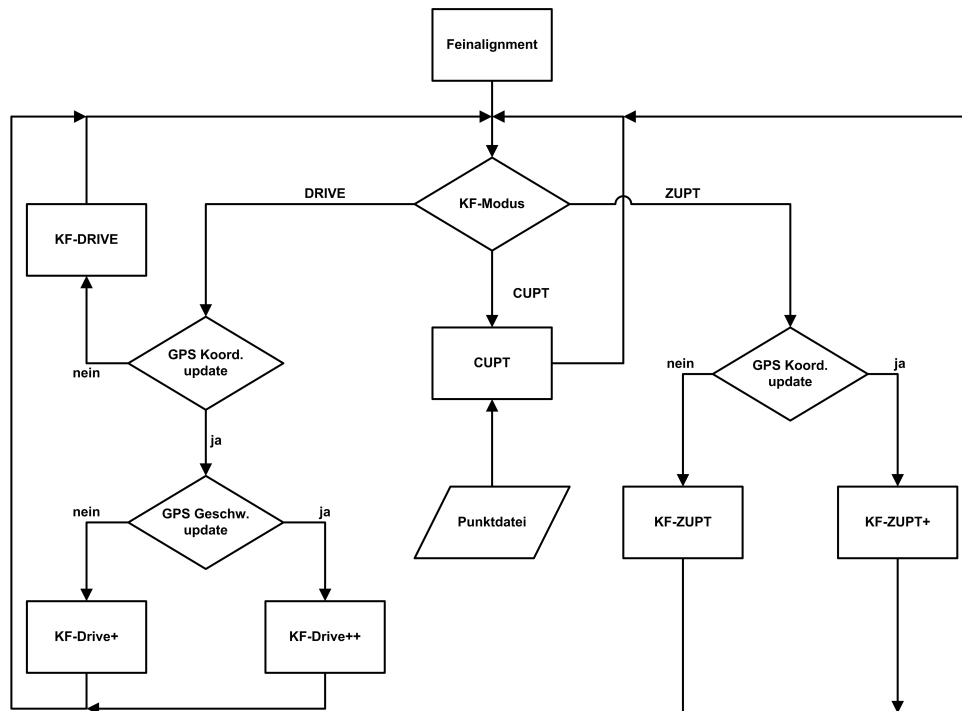 Feinalignment
DRIVE
KF-Modus
ZUPT
KF-DRIVE
CUPT
GPS Koord.
update
nein
ja
CUPT
GPS Koord.
update
nein
ja
GPS Geschw.
update
nein
ja
Punktdatei
KF-ZUPT
KF-ZUPT+
KF-Drive+
KF-Drive++